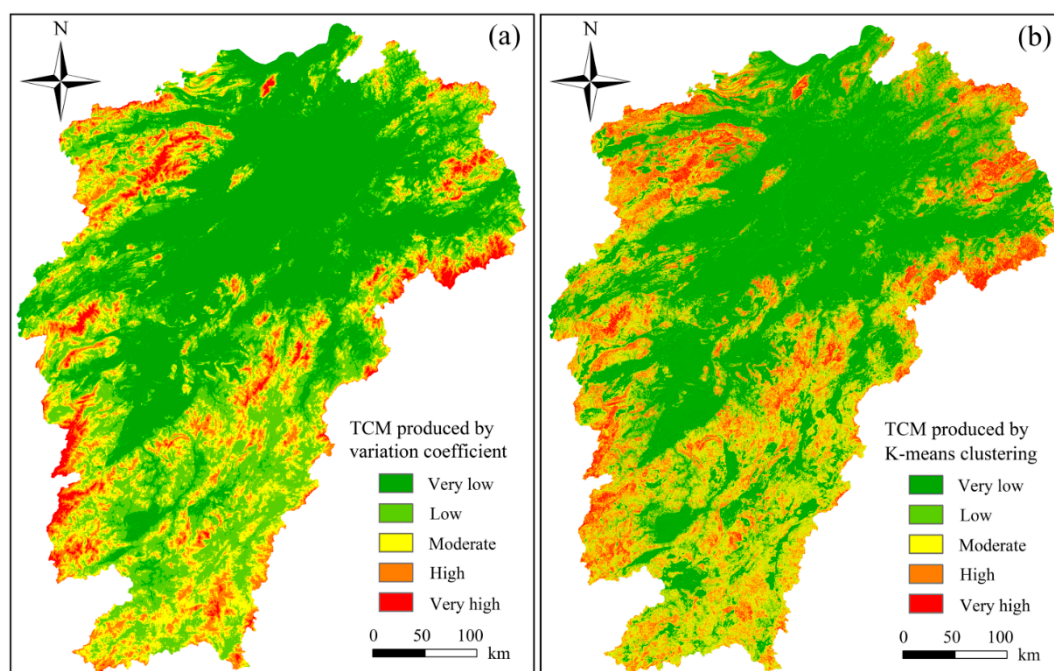 N
(a)
TCM produced by
variation coefficient
Very low
Low
Moderate
High
Very high
0 50 100
km
N
(b)
TCM produced by
K-means clustering
Very low
Low
Moderate
High
Very high
0 50 100
km